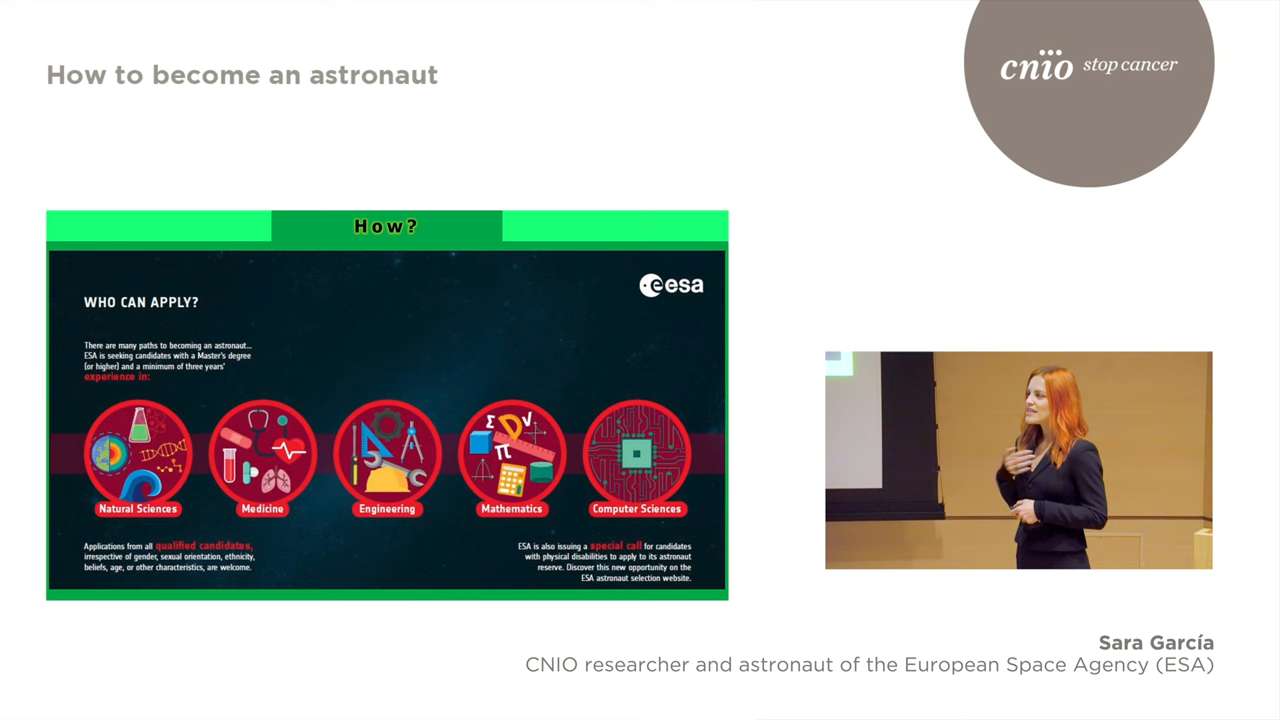 How to become an astronaut
cnio stop cancer
How?
esa
WHO CAN APPLY?
There are many paths to becoming an astronaut...
ESA is seeking candidates with a Master's degree
(or higher) and a minimum of three years'
experience in:
Σ
√
π
Natural Sciences
Medicine
Engineering
Mathematics
Computer Sciences
Applications from all qualified candidates,
irrespective of gender, sexual orientation, ethnicity,
beliefs, age, or other characteristics, are welcome.
ESA is also issuing a special call for candidates
with physical disabilities to apply to its astronaut
reserve. Discover this new opportunity on the
ESA astronaut selection website.
Sara García
CNIO researcher and astronaut of the European Space Agency (ESA)